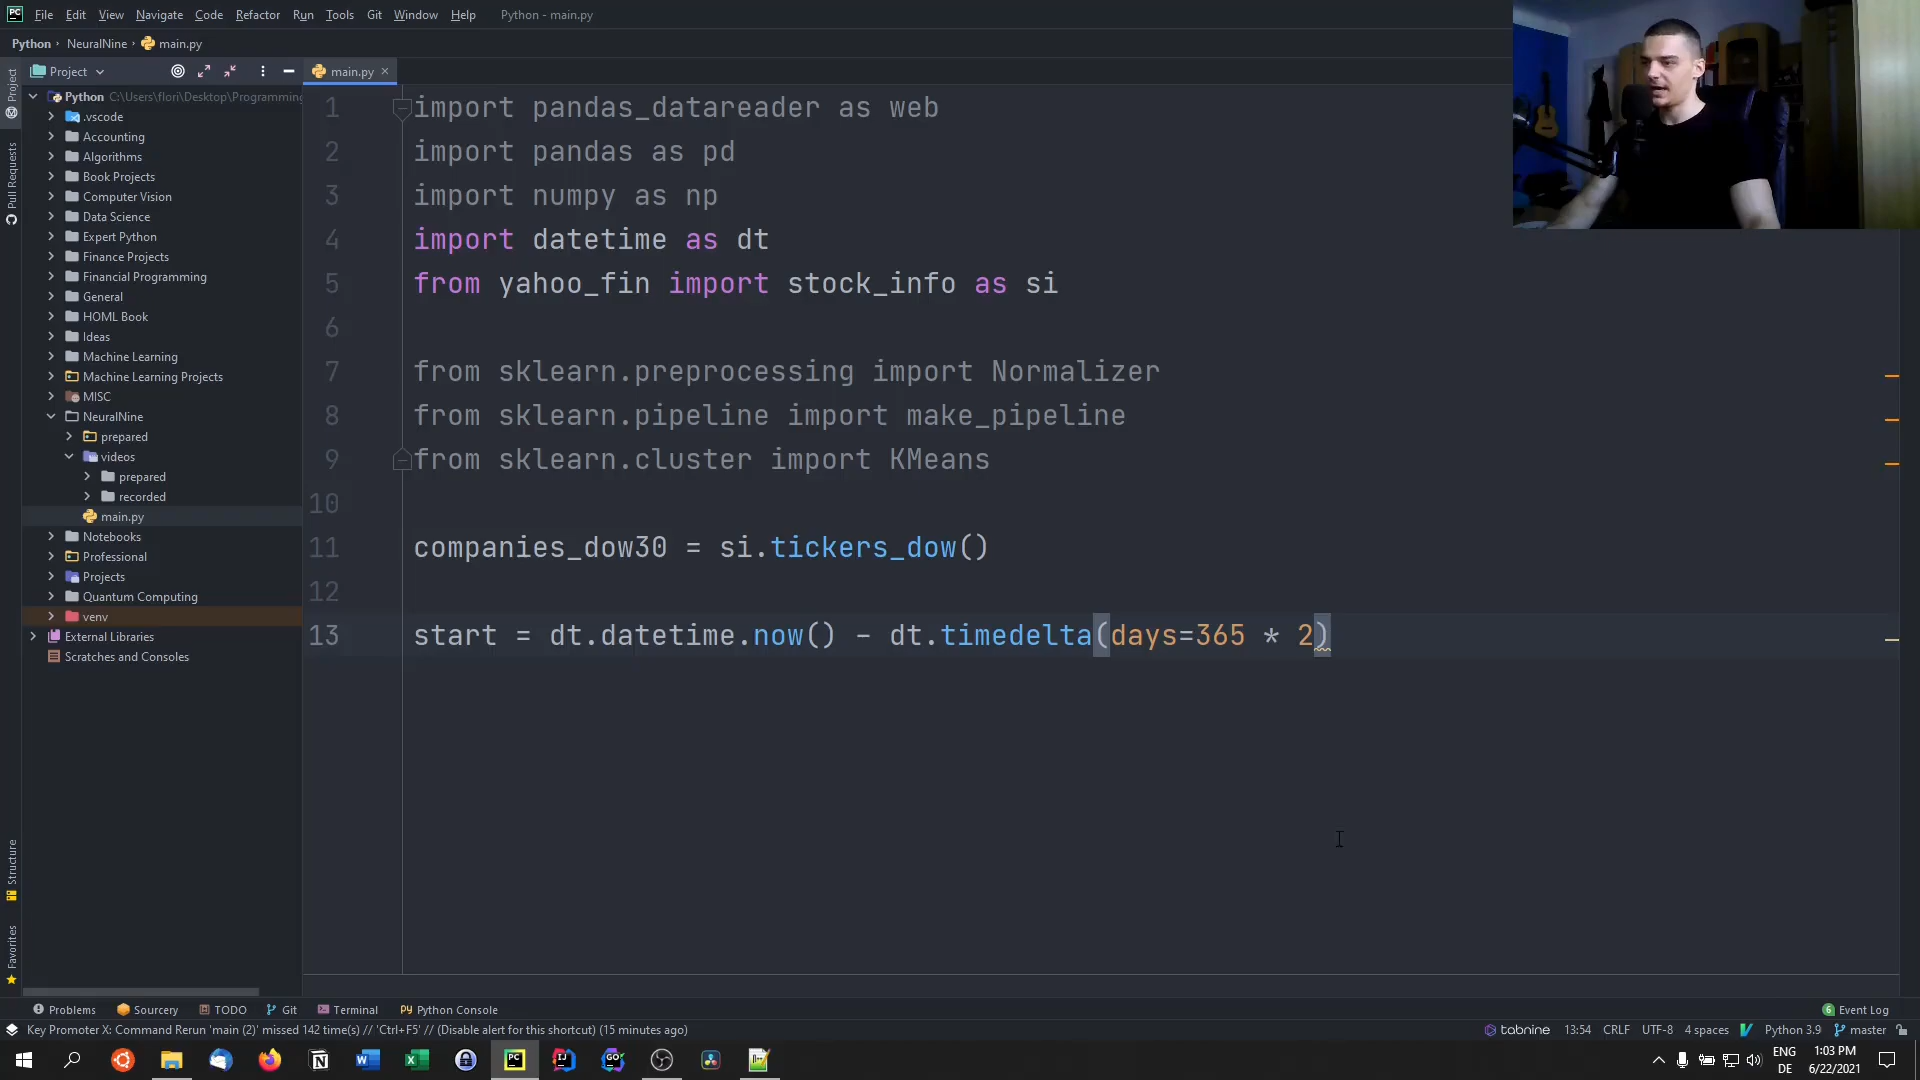 PC File Edit View Navigate Code Refactor Run Tools Git Window Help Python - main.py
Python › NeuralNine › main.py
Project
main.py ×
Project
Pull Requests
Structure
Favorites
Python C:\Users\flori\Desktop\Programming
.vscode
Accounting
Algorithms
Book Projects
Computer Vision
Data Science
Expert Python
Finance Projects
Financial Programming
General
HOML Book
Ideas
Machine Learning
Machine Learning Projects
MISC
NeuralNine
prepared
videos
prepared
recorded
main.py
Notebooks
Professional
Projects
Quantum Computing
venv
External Libraries
Scratches and Consoles
1 import pandas_datareader as web
2 import pandas as pd
3 import numpy as np
4 import datetime as dt
5 from yahoo_fin import stock_info as si
6
7 from sklearn.preprocessing import Normalizer
8 from sklearn.pipeline import make_pipeline
9 from sklearn.cluster import KMeans
10
11 companies_dow30 = si.tickers_dow()
12
13 start = dt.datetime.now() - dt.timedelta(days=365 * 2)
Problems Sourcery TODO Git Terminal Python Console 6 Event Log
Key Promoter X: Command Rerun 'main (2)' missed 142 time(s) // 'Ctrl+F5' // (Disable alert for this shortcut) (15 minutes ago) tabnine 13:54 CRLF UTF-8 4 spaces Python 3.9 master
ENG 1:03 PM
DE 6/22/2021